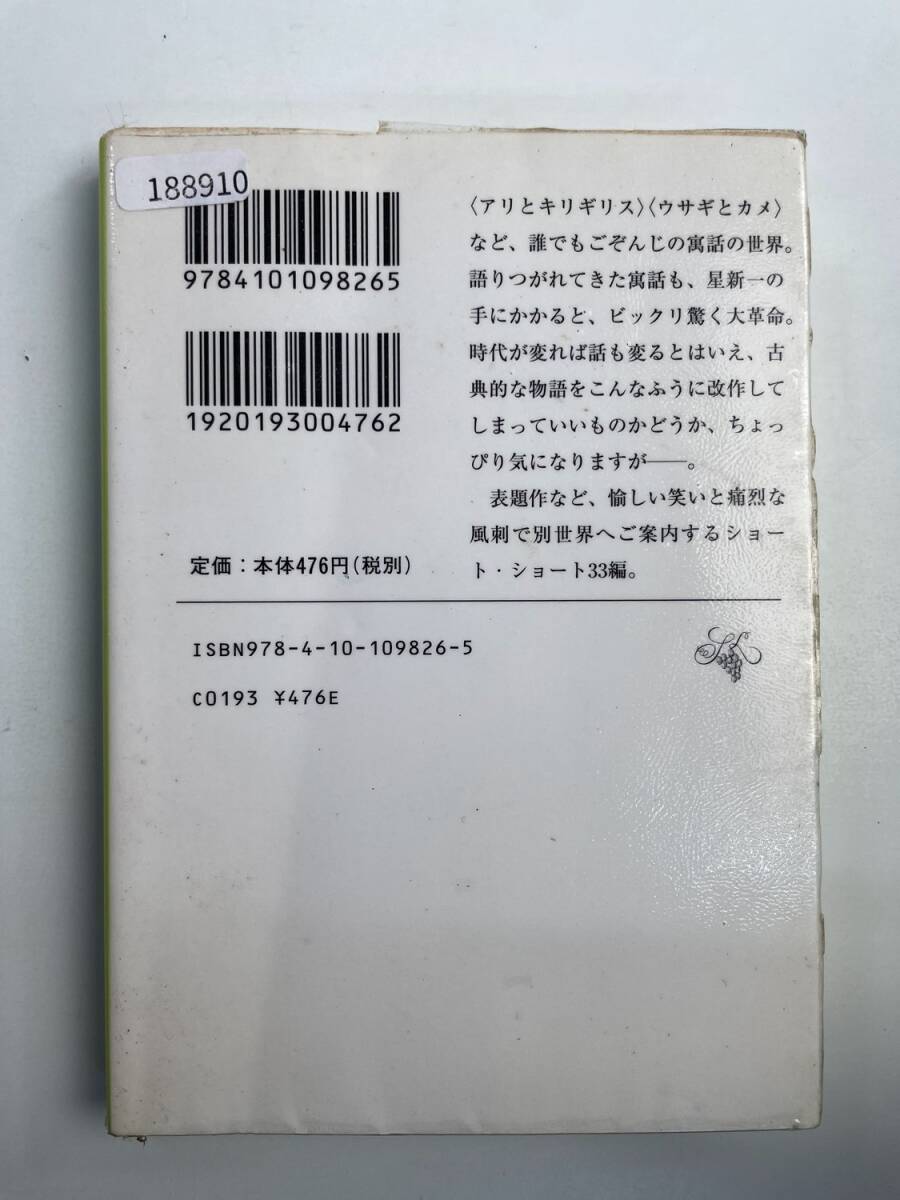 188910
9784101098265
1920193004762
定価：本体476円（税別）
〈アリとキリギリス〉〈ウサギとカメ〉
など、誰でもごぞんじの寓話の世界。
語りつがれてきた寓話も、星新一の
手にかかると、ビックリ驚く大革命。
時代が変れば話も変るとはいえ、古
典的な物語をこんなふうに改作して
しまっていいものかどうか、ちょっ
ぴり気になりますが――。
　表題作など、愉しい笑いと痛烈な
風刺で別世界へご案内するショー
ト・ショート33編。
ISBN978-4-10-109826-5
C0193 ¥476E